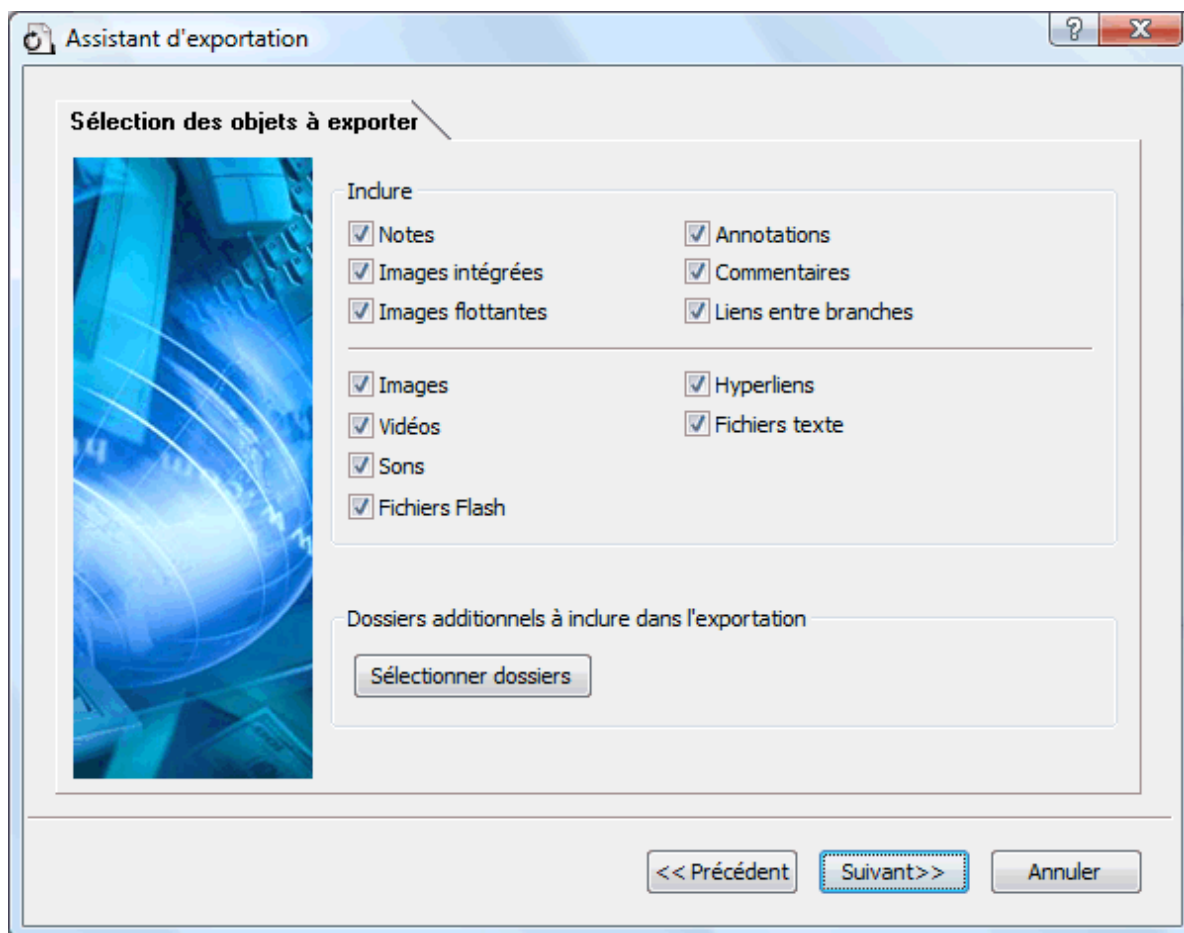 Assistant d'exportation
Sélection des objets à exporter
Inclure
Notes
Annotations
Images intégrées
Commentaires
Images flottantes
Liens entre branches
Images
Hyperliens
Vidéos
Fichiers texte
Sons
Fichiers Flash
Dossiers additionnels à inclure dans l'exportation
Sélectionner dossiers
<< Précédent
Suivant>>
Annuler